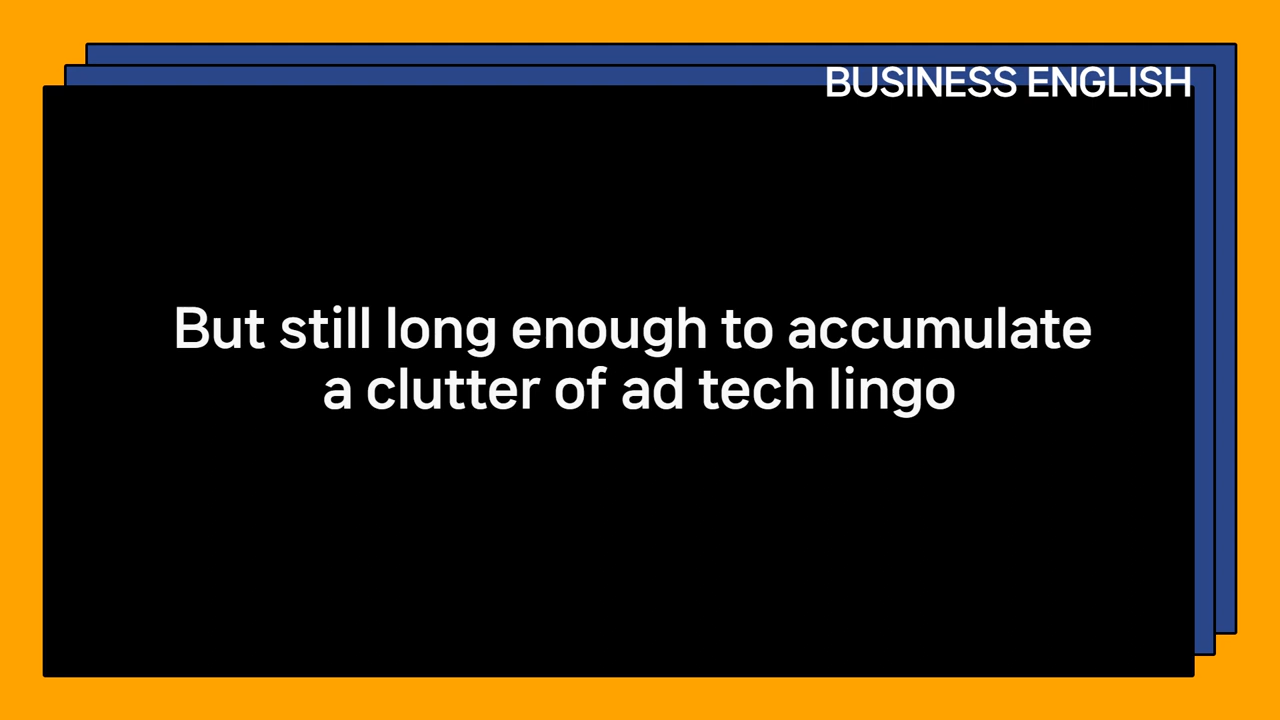 BUSINESS ENGLISH
But still long enough to accumulate
a clutter of ad tech lingo